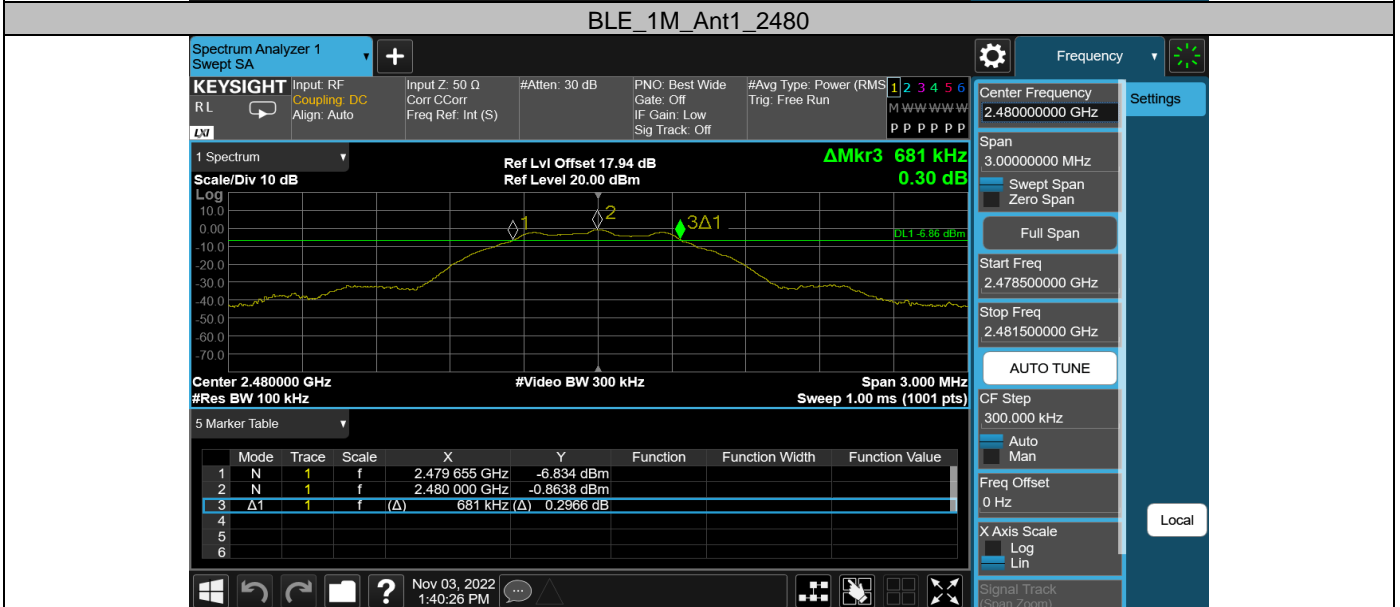 BLE_1M_Ant1_2480
Spectrum Analyzer 1
Swept SA
+
Frequency
KEYSIGHT
R L
LXI
Input: RF
Coupling: DC
Align: Auto
Input Z: 50 Ω
Corr CCorr
Freq Ref: Int (S)
#Atten: 30 dB
PNO: Best Wide
Gate: Off
IF Gain: Low
Sig Track: Off
#Avg Type: Power (RMS
Trig: Free Run
1 2 3 4 5 6
M W W W W W
P P P P P P
1 Spectrum
Scale/Div 10 dB
Ref Lvl Offset 17.94 dB
Ref Level 20.00 dBm
ΔMkr3 681 kHz
0.30 dB
Log
10.0
0.00
-10.0
-20.0
-30.0
-40.0
-50.0
-60.0
-70.0
1
2
3Δ1
DL1 -6.86 dBm
Center 2.480000 GHz
#Video BW 300 kHz
Span 3.000 MHz
#Res BW 100 kHz
Sweep 1.00 ms (1001 pts)
5 Marker Table
Mode Trace Scale X Y Function Function Width Function Value
1 N 1 f 2.479 655 GHz -6.834 dBm
2 N 1 f 2.480 000 GHz -0.8638 dBm
3 Δ1 1 f (Δ) 681 kHz (Δ) 0.2966 dB
4
5
6
Center Frequency
2.480000000 GHz
Settings
Span
3.00000000 MHz
Swept Span
Zero Span
Full Span
Start Freq
2.478500000 GHz
Stop Freq
2.481500000 GHz
AUTO TUNE
CF Step
300.000 kHz
Auto
Man
Freq Offset
0 Hz
Local
X Axis Scale
Log
Lin
Signal Track
(Span Zoom)
?
Nov 03, 2022
1:40:26 PM